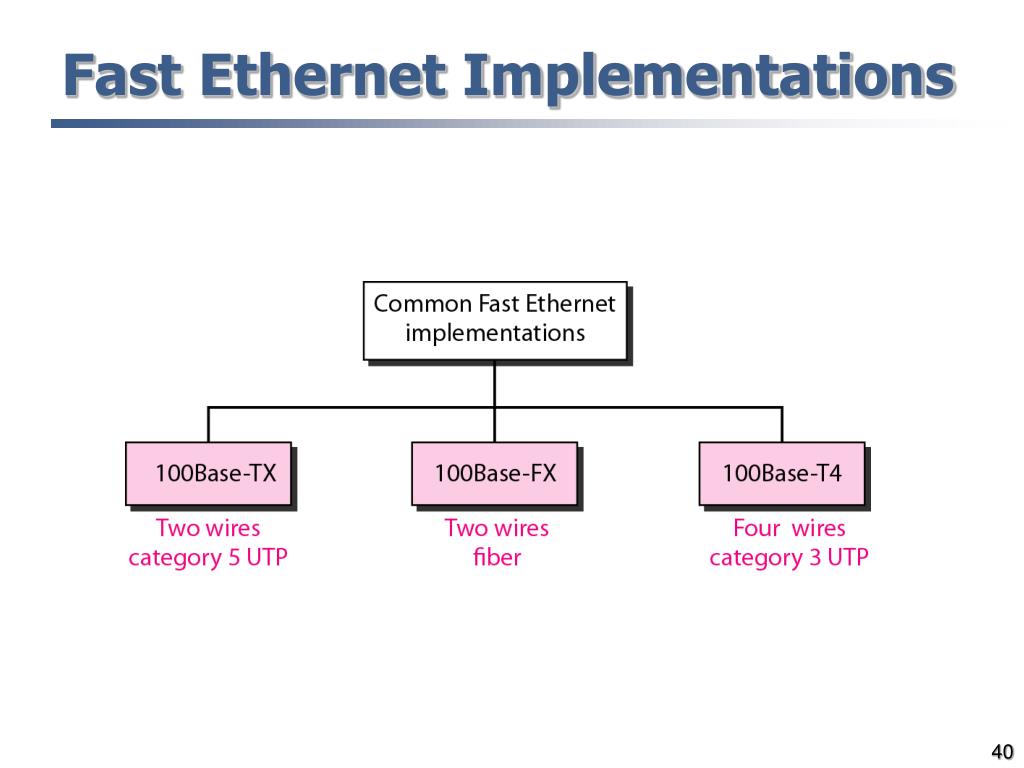 Fast Ethernet Implementations
Common Fast Ethernet
implementations
100Base-TX
100Base-FX
100Base-T4
Two wires
category 5 UTP
Two wires
fiber
Four wires
category 3 UTP
40